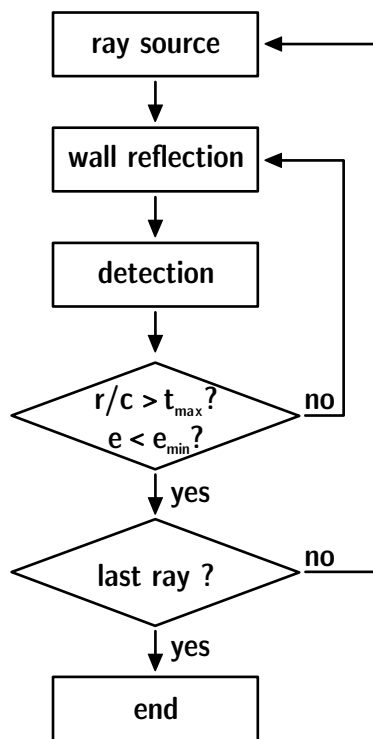 ray source
wall reflection
detection
r/c > tmax?
e < emin?
no
yes
last ray ?
no
yes
end